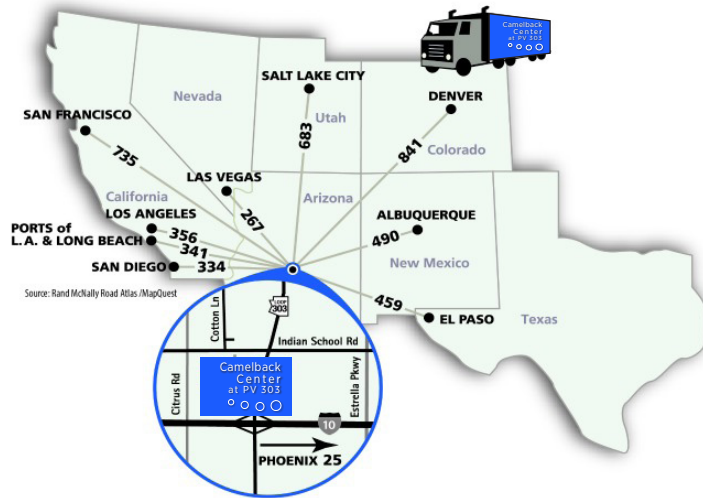 Camelback
Center
at PV 303
SALT LAKE CITY
DENVER
Nevada
Utah
683
SAN FRANCISCO
735
841
Colorado
LAS VEGAS
267
California
Arizona
LOS ANGELES
356
ALBUQUERQUE
PORTS of
L.A. & LONG BEACH
341
490
SAN DIEGO
334
New Mexico
459
EL PASO
Texas
Source: Rand McNally Road Atlas /MapQuest
Cotton Ln
LOOP
303
Indian School Rd
Citrus Rd
Camelback
Center
at PV 303
Estrella Pkwy
10
PHOENIX 25